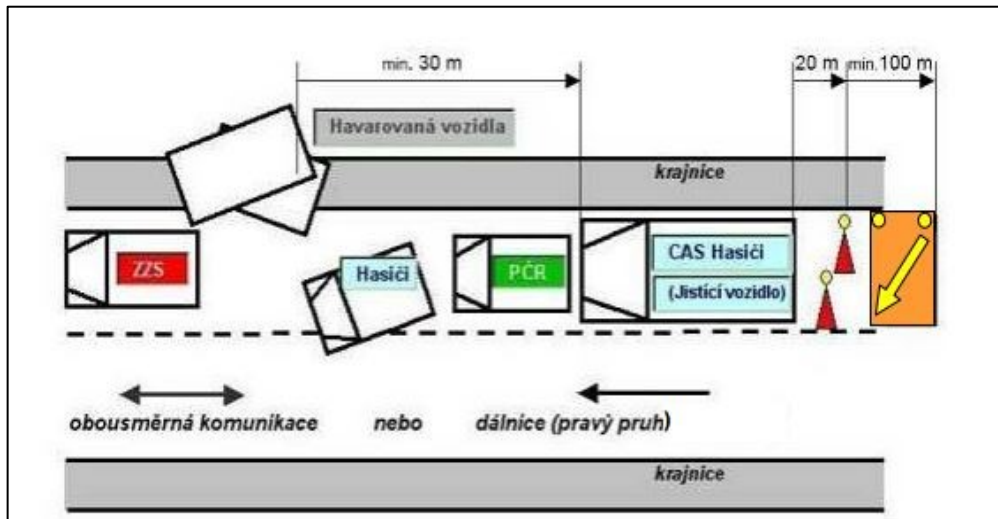 min. 30 m
20 m
min.100 m
Havarovaná vozidla
krajnice
ZZS
Hasiči
PČR
CAS Hasiči
(Jistící vozidlo)
obousměrná komunikace nebo dálnice (pravý pruh)
krajnice